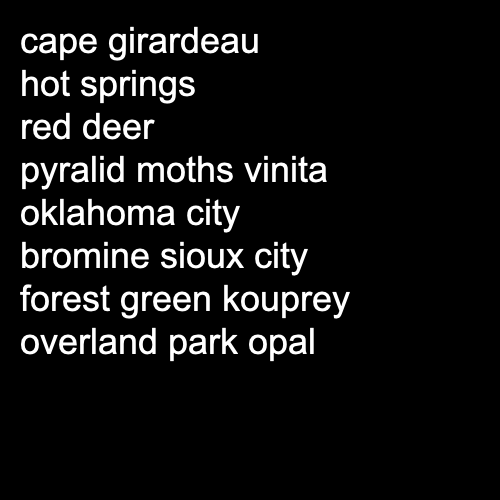 cape girardeau
hot springs
red deer
pyralid moths vinita
oklahoma city
bromine sioux city
forest green kouprey
overland park opal